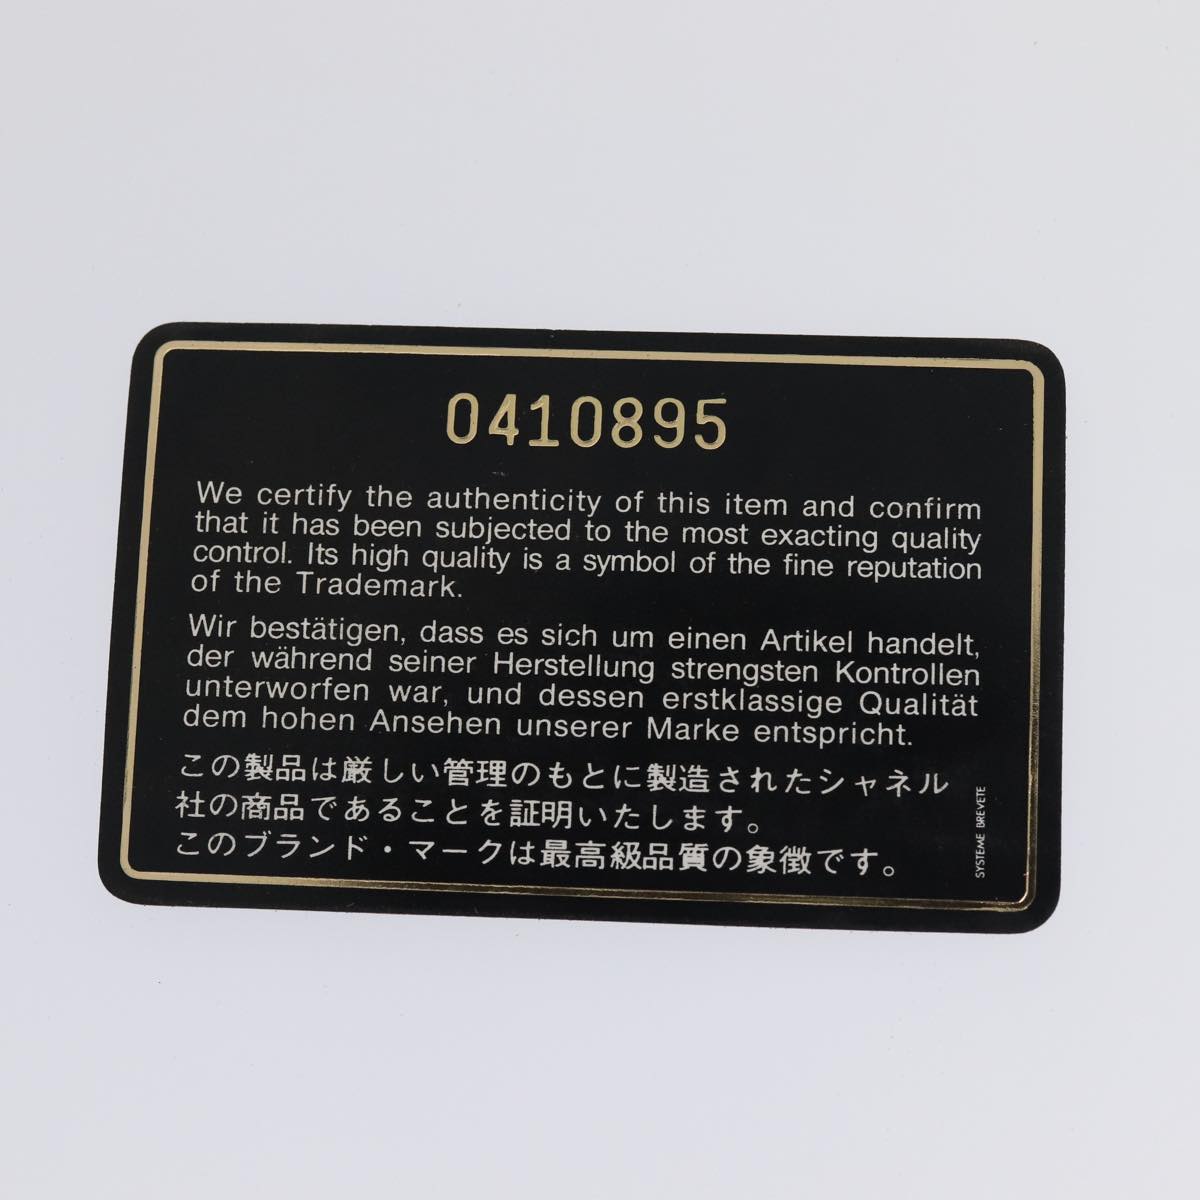 0410895
We certify the authenticity of this item and confirm
that it has been subjected to the most exacting quality
control. Its high quality is a symbol of the fine reputation
of the Trademark.
Wir bestätigen, dass es sich um einen Artikel handelt,
der während seiner Herstellung strengsten Kontrollen
unterworfen war, und dessen erstklassige Qualität
dem hohen Ansehen unserer Marke entspricht.
この製品は厳しい管理のもとに製造されたシャネル
社の商品であることを証明いたします。
このブランド・マークは最高級品質の象徴です。
SYSTEME BREVETE